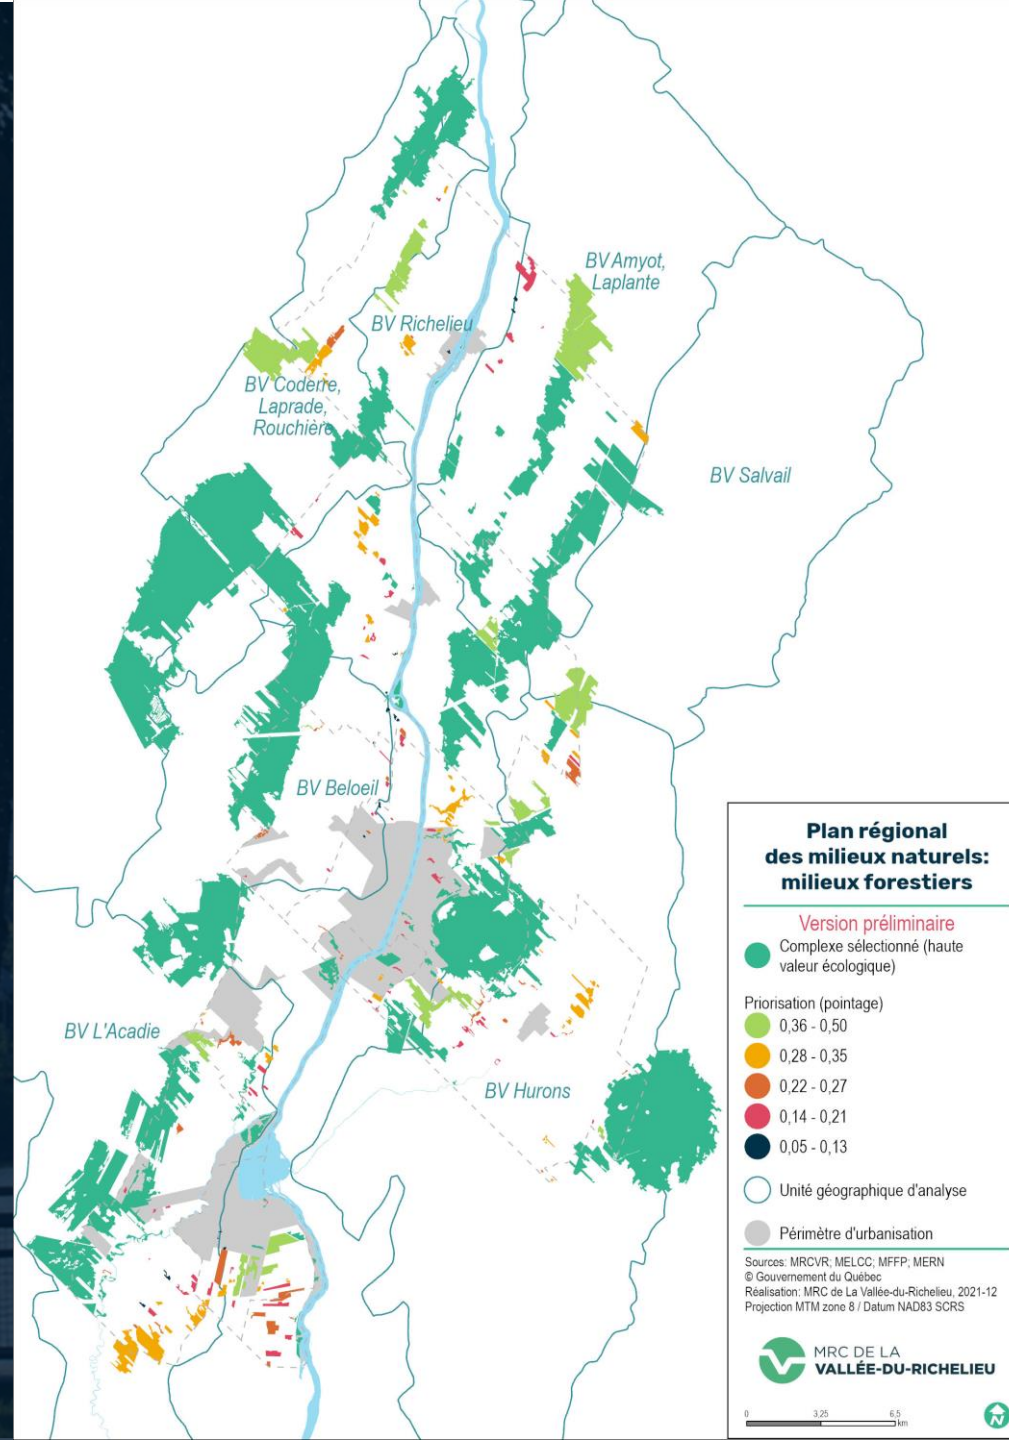 BV Amyot,
Laplante
BV Richelieu
BV Coderre,
Laprade,
Rouchière
BV Salvail
BV Beloeil
BV L'Acadie
BV Hurons
Plan régional
des milieux naturels:
milieux forestiers
Version préliminaire
Complexe sélectionné (haute
valeur écologique)
Priorisation (pointage)
0,36 - 0,50
0,28 - 0,35
0,22 - 0,27
0,14 - 0,21
0,05 - 0,13
Unité géographique d'analyse
Périmètre d'urbanisation
Sources: MRCVR; MELCC; MFFP; MERN
© Gouvernement du Québec
Réalisation: MRC de La Vallée-du-Richelieu, 2021-12
Projection MTM zone 8 / Datum NAD83 SCRS
MRC DE LA
VALLÉE-DU-RICHELIEU
0 3,25 6,5
km
N